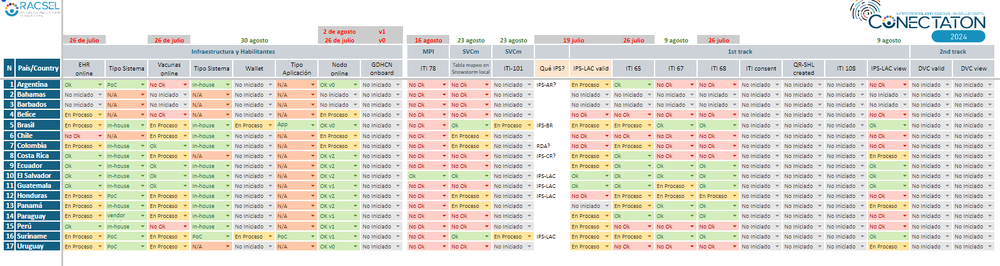 RACSEL
INTEROPERABILIDAD REGIONAL EN SALUD DIGITAL
CONECTATON
2024
2 de agosto v1
26 de julio 26 de julio 30 agosto 26 de julio v0 16 agosto 23 agosto 23 agosto 19 julio 26 julio 9 agosto 26 julio 9 agosto
Infraestructura y Habilitantes MPI SVCm SVCm 1st track 2nd track
N País/Country EHR online Tipo Sistema Vacunas online Tipo Sistema Wallet Tipo Aplicación Nodo online GDHCN onboard ITI 78 Tabla mapeo en Snowstorm local ITI-101 Qué IPS? IPS-LAC valid ITI 65 ITI 67 ITI 68 ITI consent QR-SHL created ITI 108 IPS-LAC view DVC valid DVC view
1 Argentina Ok PoC No Ok In-house No Iniciado N/A OK v0 No Iniciado No Ok No Ok No Iniciado IPS-AR? En Proceso Ok No Ok No Ok No Iniciado No Iniciado No Iniciado No Ok No Iniciado No Iniciado
2 Bahamas No Iniciado N/A No Iniciado N/A No Iniciado N/A No iniciado No Iniciado No Ok No Ok No Iniciado No Iniciado No Iniciado No Iniciado No Iniciado No Iniciado No Iniciado No Iniciado No Iniciado No Iniciado No Iniciado
3 Barbados No Iniciado N/A No Iniciado N/A No Iniciado N/A No iniciado No Iniciado No Ok No Ok No Iniciado No Iniciado No Iniciado No Iniciado No Iniciado No Iniciado No Iniciado No Iniciado No Iniciado No Iniciado No Iniciado
4 Belice En Proceso N/A No Ok N/A No Iniciado N/A En Proceso No Iniciado No Ok No Ok No Iniciado No Ok No Ok No Ok No Ok No Iniciado No Iniciado No Iniciado No Ok No Iniciado No Iniciado
5 Brasil En Proceso In-house En Proceso In-house En Proceso App OK v0 No Iniciado No Ok Ok En Proceso IPS-BR En Proceso En Proceso Ok Ok No Iniciado No Iniciado No Iniciado Ok No Iniciado No Iniciado
6 Chile No Ok N/A En Proceso In-house No Iniciado N/A En Proceso No Iniciado No Ok En Proceso No Iniciado No Ok No Ok No Ok No Ok No Iniciado No Iniciado No Iniciado No Ok No Iniciado No Iniciado
7 Colombia En Proceso In-house Ok In-house No Iniciado N/A En Proceso No Iniciado No Ok En Proceso No Iniciado RDA? No Ok En Proceso No Ok No Ok No Iniciado No Iniciado No Iniciado No Ok No Iniciado No Iniciado
8 Costa Rica Ok In-house En Proceso N/A No Iniciado N/A OK v2 No Iniciado No Ok No Ok No Iniciado IPS-CR? En Proceso Ok No Ok No Ok No Iniciado No Iniciado No Iniciado En Proceso No Iniciado No Iniciado
9 Ecuador Ok In-house Ok In-house No Iniciado N/A OK v2 No Iniciado No Ok No Ok No Iniciado En Proceso Ok Ok Ok No Iniciado No Iniciado No Iniciado Ok No Iniciado No Iniciado
10 El Salvador Ok In-house Ok In-house No Iniciado N/A OK v2 No Iniciado Ok Ok No Iniciado IPS-LAC Ok Ok Ok Ok No Iniciado No Iniciado No Iniciado Ok No Iniciado No Iniciado
11 Guatemala Ok In-house Ok In-house No Iniciado N/A OK v1 No Iniciado No Ok No Ok No Iniciado IPS-LAC Ok Ok En Proceso Ok No Iniciado No Iniciado No Iniciado Ok No Iniciado No Iniciado
12 Honduras En Proceso PoC En Proceso In-house No Iniciado N/A OK v2 No Iniciado No Ok En Proceso No Iniciado IPS-LAC No Ok En Proceso En Proceso En Proceso No Iniciado No Iniciado No Iniciado No Ok No Iniciado No Iniciado
13 Panamá En Proceso In-house En Proceso In-house No Iniciado N/A OK v2 No Iniciado No Ok En Proceso No Iniciado No Iniciado En Proceso Ok Ok No Iniciado No Iniciado No Iniciado En Proceso No Iniciado No Iniciado
14 Paraguay En Proceso vendor En Proceso In-house No Iniciado N/A OK v1 No Iniciado No Ok No Ok No Iniciado En Proceso Ok Ok Ok No Iniciado No Iniciado No Iniciado No Ok No Iniciado No Iniciado
15 Perú Ok In-house No Ok In-house No Iniciado N/A OK v1 No Iniciado No Ok No Ok No Iniciado En Proceso No Ok No Ok No Ok No Iniciado No Iniciado No Iniciado No Ok No Iniciado No Iniciado
16 Suriname En Proceso PoC En Proceso PoC En Proceso PoC OK v1 No Iniciado No Ok Ok En Proceso IPS-LAC En Proceso En Proceso Ok Ok No Iniciado No Iniciado No Iniciado Ok No Iniciado No Iniciado
17 Uruguay En Proceso PoC En Proceso N/A No Iniciado N/A OK v0 No Iniciado No Ok No Ok No Iniciado En Proceso No Ok No Ok No Ok No Iniciado No Iniciado No Iniciado En Proceso No Iniciado No Iniciado